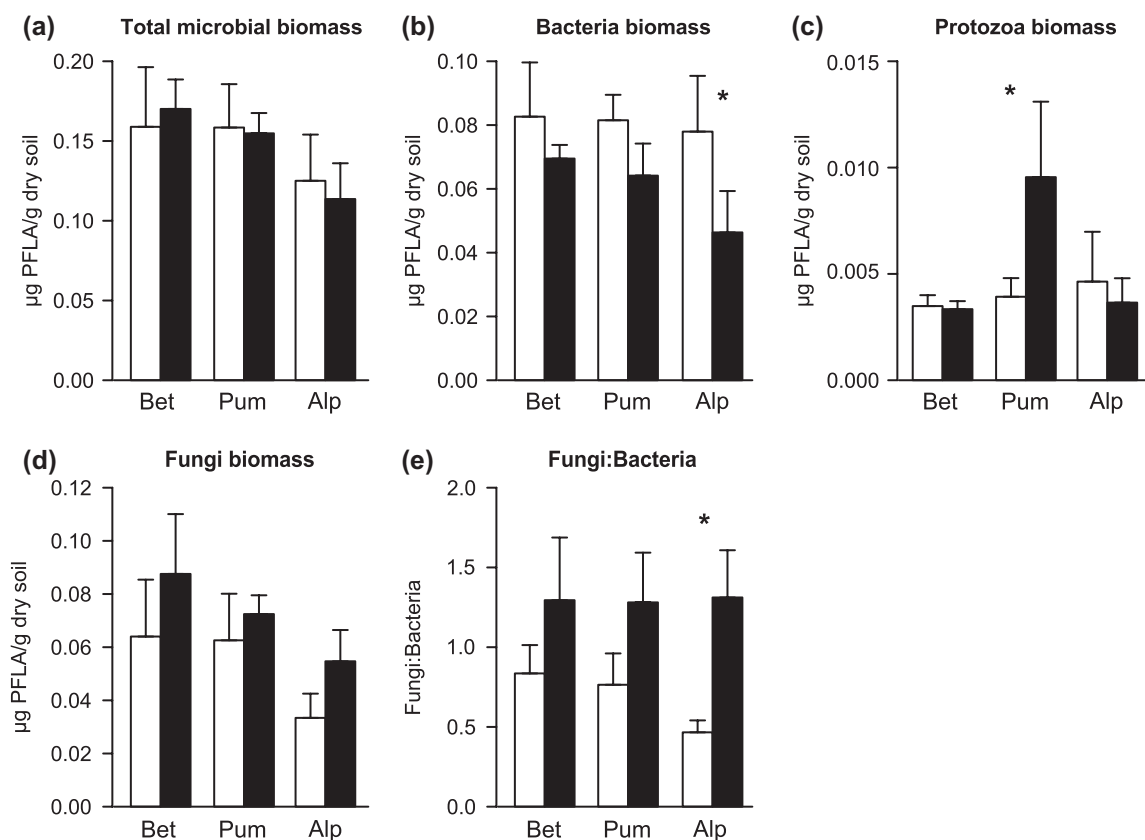 (a) Total microbial biomass
µg PFLA/g dry soil
0.20
0.15
0.10
0.05
0.00
Bet Pum Alp
(b) Bacteria biomass
µg PFLA/g dry soil
0.10
0.08
0.06
0.04
0.02
0.00
*
Bet Pum Alp
(c) Protozoa biomass
µg PFLA/g dry soil
0.015
0.010
0.005
0.000
*
Bet Pum Alp
(d) Fungi biomass
µg PFLA/g dry soil
0.12
0.10
0.08
0.06
0.04
0.02
0.00
Bet Pum Alp
(e) Fungi:Bacteria
Fungi:Bacteria
2.0
1.5
1.0
0.5
0.0
*
Bet Pum Alp